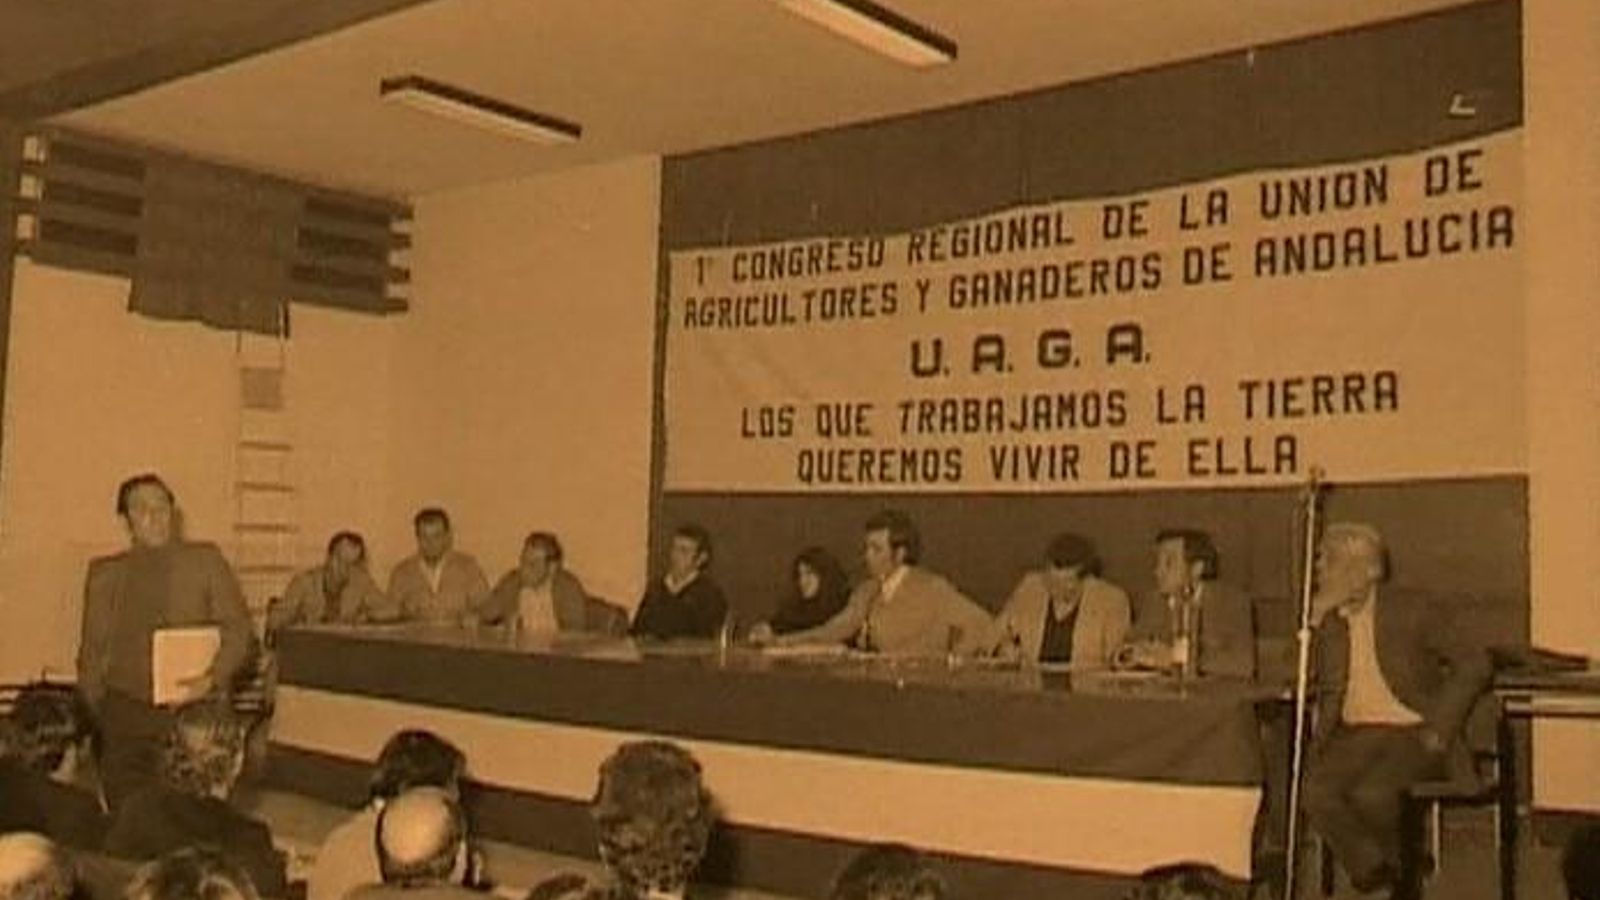 1º CONGRESO REGIONAL DE LA UNION DE
AGRICULTORES Y GANADEROS DE ANDALUCIA
U. A. G. A.
LOS QUE TRABAJAMOS LA TIERRA
QUEREMOS VIVIR DE ELLA